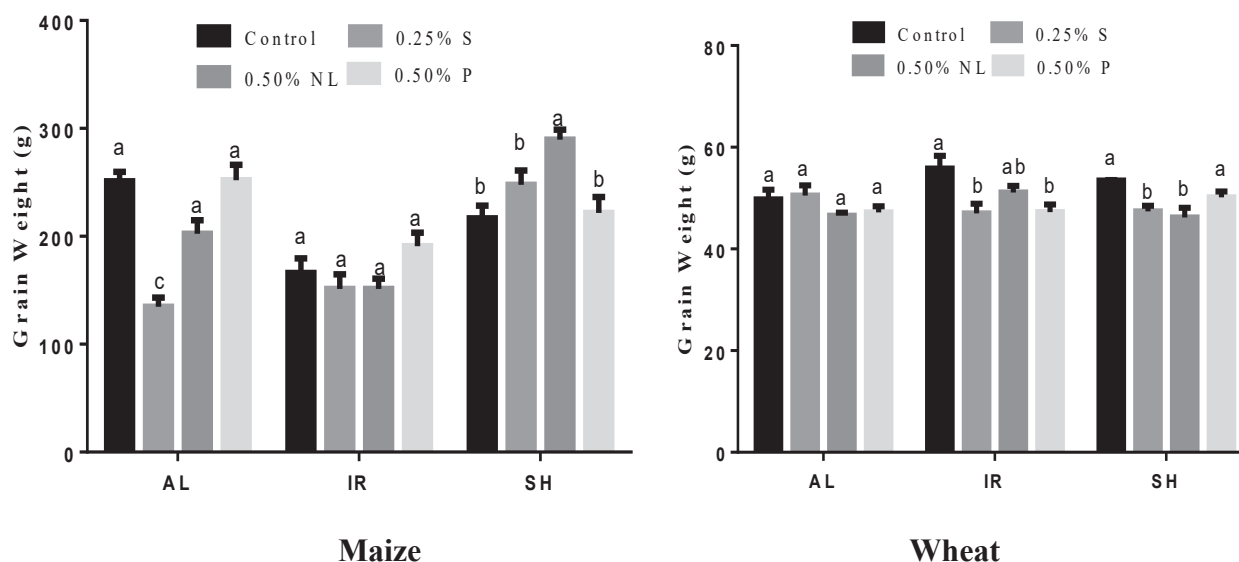 Grain Weight (g)
400
300
200
100
0
Control
0.25% S
0.50% NL
0.50% P
a
c
a
a
a
a
a
a
b
b
a
b
AL
IR
SH
Maize
Grain Weight (g)
80
60
40
20
0
Control
0.25% S
0.50% NL
0.50% P
a
a
a
a
a
b
ab
b
a
b
b
a
AL
IR
SH
Wheat